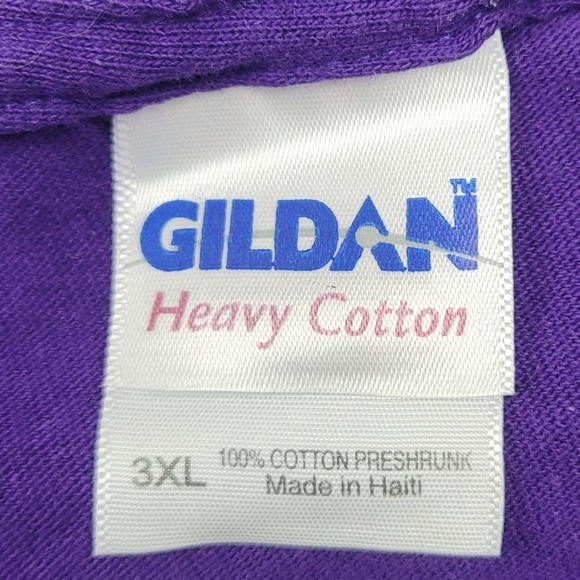 GILDAN™
Heavy Cotton
3XL 100% COTTON PRESHRUNK
Made in Haiti